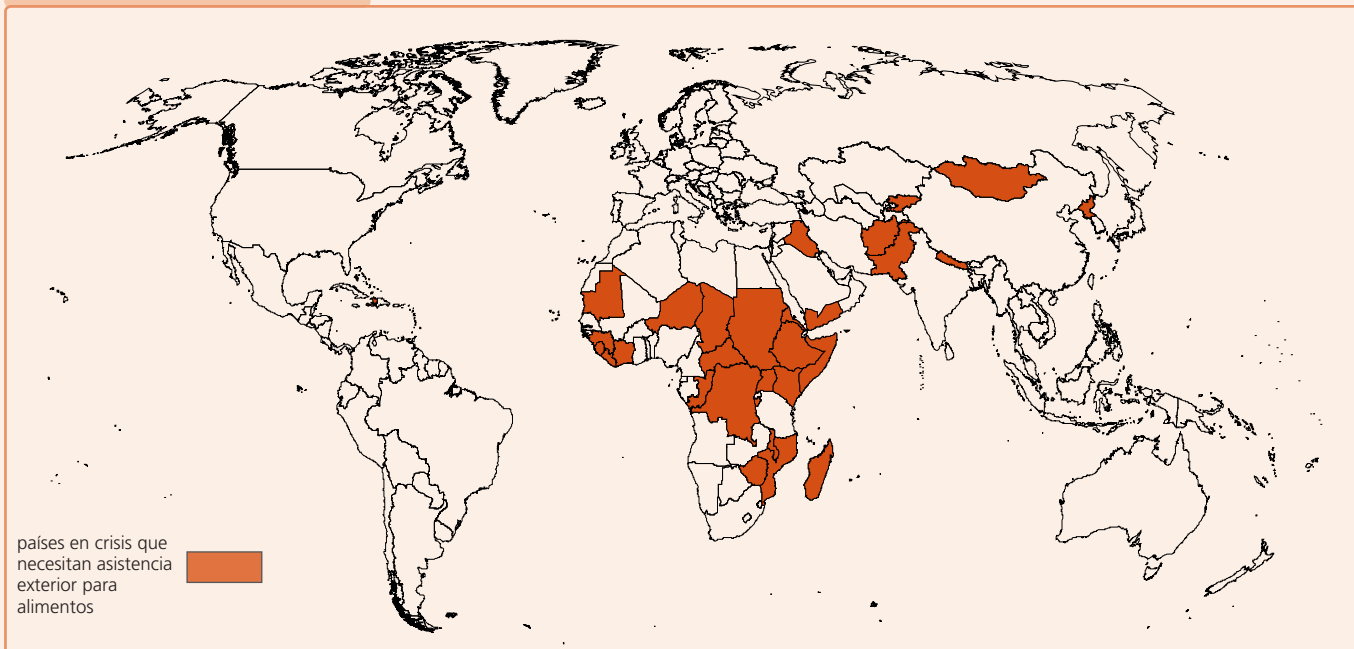 países en crisis que
necesitan asistencia
exterior para
alimentos